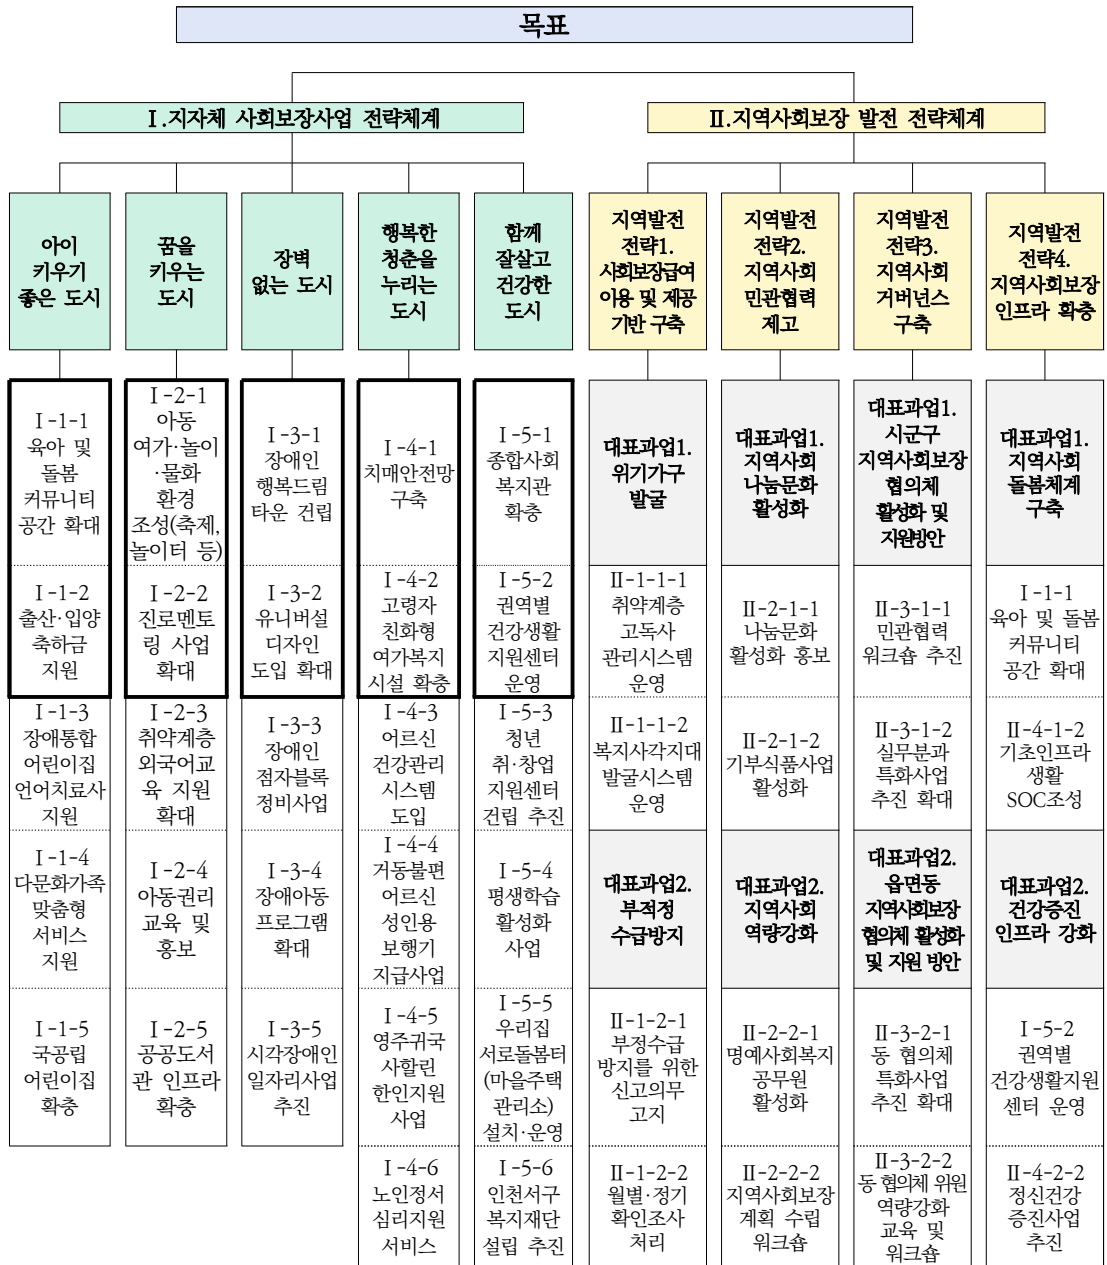 목표
Ⅰ.지자체 사회보장사업 전략체계
Ⅱ.지역사회보장 발전 전략체계
아이
키우기
좋은 도시
꿈을
키우는
도시
장벽
없는 도시
행복한
청춘을
누리는
도시
함께
잘살고
건강한
도시
지역발전
전략1.
사회보장급여
이용 및 제공
기반 구축
지역발전
전략2.
지역사회
민관협력
제고
지역발전
전략3.
지역사회
거버넌스
구축
지역발전
전략4.
지역사회보장
인프라 확충
Ⅰ-1-1
육아 및
돌봄
커뮤니티
공간 확대
Ⅰ-2-1
아동
여가·놀이
·물화
환경
조성(축제,
놀이터 등)
Ⅰ-3-1
장애인
행복드림
타운 건립
Ⅰ-4-1
치매안전망
구축
Ⅰ-5-1
종합사회
복지관
확충
대표과업1.
위기가구
발굴
대표과업1.
지역사회
나눔문화
활성화
대표과업1.
시군구
지역사회보장
협의체
활성화 및
지원방안
대표과업1.
지역사회
돌봄체계
구축
Ⅰ-1-2
출산·입양
축하금
지원
Ⅰ-2-2
진로멘토
링 사업
확대
Ⅰ-3-2
유니버설
디자인
도입 확대
Ⅰ-4-2
고령자
친화형
여가복지
시설 확충
Ⅰ-5-2
권역별
건강생활
지원센터
운영
Ⅱ-1-1-1
취약계층
고독사
관리시스템
운영
Ⅱ-2-1-1
나눔문화
활성화 홍보
Ⅱ-3-1-1
민관협력
워크숍 추진
Ⅰ-1-1
육아 및 돌봄
커뮤니티
공간 확대
Ⅰ-1-3
장애통합
어린이집
언어치료사
지원
Ⅰ-2-3
취약계층
외국어교
육 지원
확대
Ⅰ-3-3
장애인
점자블록
정비사업
Ⅰ-4-3
어르신
건강관리
시스템
도입
Ⅰ-5-3
청년
취·창업
지원센터
건립 추진
Ⅱ-1-1-2
복지사각지대
발굴시스템
운영
Ⅱ-2-1-2
기부식품사업
활성화
Ⅱ-3-1-2
실무분과
특화사업
추진 확대
Ⅱ-4-1-2
기초인프라
생활
SOC조성
Ⅰ-1-4
다문화가족
맞춤형
서비스
지원
Ⅰ-2-4
아동권리
교육 및
홍보
Ⅰ-3-4
장애아동
프로그램
확대
Ⅰ-4-4
거동불편
어르신
성인용
보행기
지급사업
Ⅰ-5-4
평생학습
활성화
사업
대표과업2.
부적정
수급방지
대표과업2.
지역사회
역량강화
대표과업2.
읍면동
지역사회보장
협의체 활성화
및 지원 방안
대표과업2.
건강증진
인프라 강화
Ⅰ-1-5
국공립
어린이집
확충
Ⅰ-2-5
공공도서
관 인프라
확충
Ⅰ-3-5
시각장애인
일자리사업
추진
Ⅰ-4-5
영주귀국
사할린
한인지원
사업
Ⅰ-5-5
우리집
서로돌봄터
(마을주택
관리소)
설치·운영
Ⅱ-1-2-1
부정수급
방지를 위한
신고의무
고지
Ⅱ-2-2-1
명예사회복지
공무원
활성화
Ⅱ-3-2-1
동 협의체
특화사업
추진 확대
Ⅰ-5-2
권역별
건강생활지원
센터 운영
Ⅰ-4-6
노인정서
심리지원
서비스
Ⅰ-5-6
인천서구
복지재단
설립 추진
Ⅱ-1-2-2
월별·정기
확인조사
처리
Ⅱ-2-2-2
지역사회보장
계획 수립
워크숍
Ⅱ-3-2-2
동 협의체 위원
역량강화
교육 및
워크숍
Ⅱ-4-2-2
정신건강
증진사업
추진